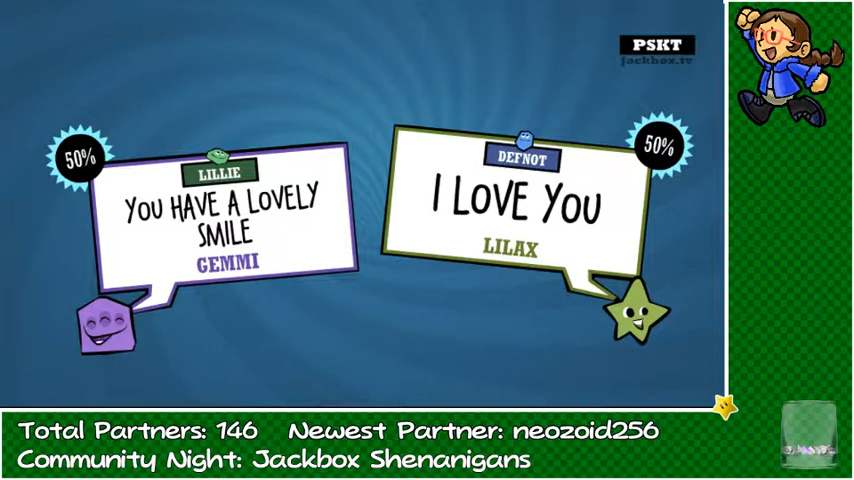 PSKT
jackbox.tv
50%
LILLIE
YOU HAVE A LOVELY
SMILE
GEMMI
50%
DEFNOT
I LOVE YOU
LILAX
Total Partners: 146 Newest Partner: neozoid256
Community Night: Jackbox Shenanigans